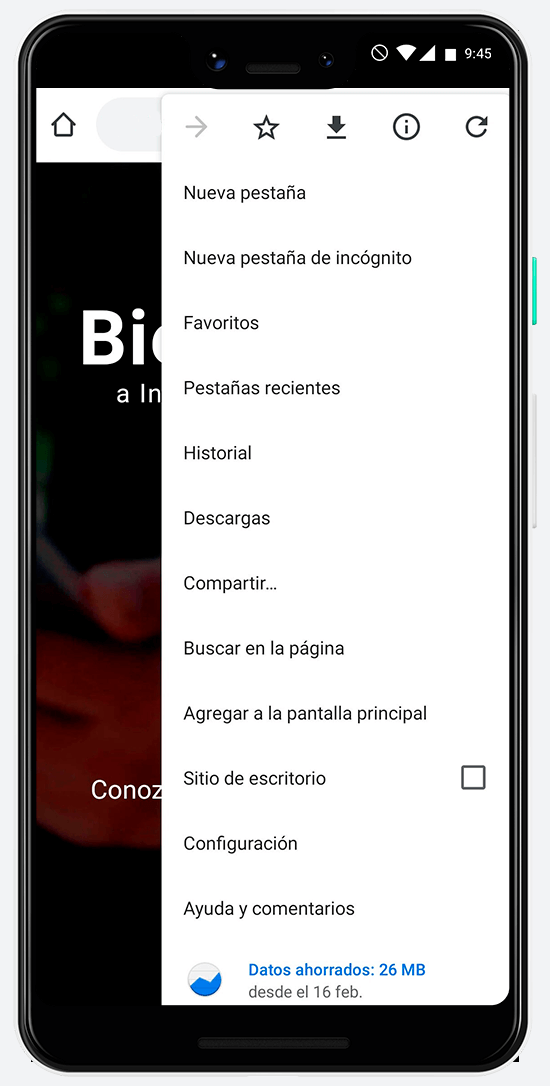 9:45
Nueva pestaña
Nueva pestaña de incógnito
Favoritos
Pestañas recientes
Historial
Descargas
Compartir...
Buscar en la página
Agregar a la pantalla principal
Sitio de escritorio
Configuración
Ayuda y comentarios
Datos ahorrados: 26 MB
desde el 16 feb.
Bi
a In
Conoz